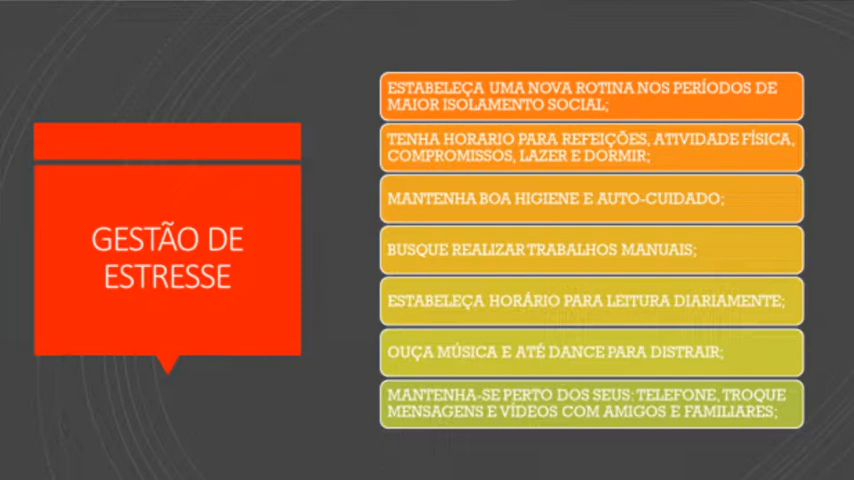 GESTÃO DE
ESTRESSE
ESTABELEÇA UMA NOVA ROTINA NOS PERÍODOS DE
MAIOR ISOLAMENTO SOCIAL;
TENHA HORARIO PARA REFEIÇÕES, ATIVIDADE FÍSICA,
COMPROMISSOS, LAZER E DORMIR;
MANTENHA BOA HIGIENE E AUTO-CUIDADO;
BUSQUE REALIZAR TRABALHOS MANUAIS;
ESTABELEÇA HORÁRIO PARA LEITURA DIARIAMENTE;
OUÇA MÚSICA E ATÉ DANCE PARA DISTRAIR;
MANTENHA-SE PERTO DOS SEUS: TELEFONE, TROQUE
MENSAGENS E VÍDEOS COM AMIGOS E FAMILIARES;